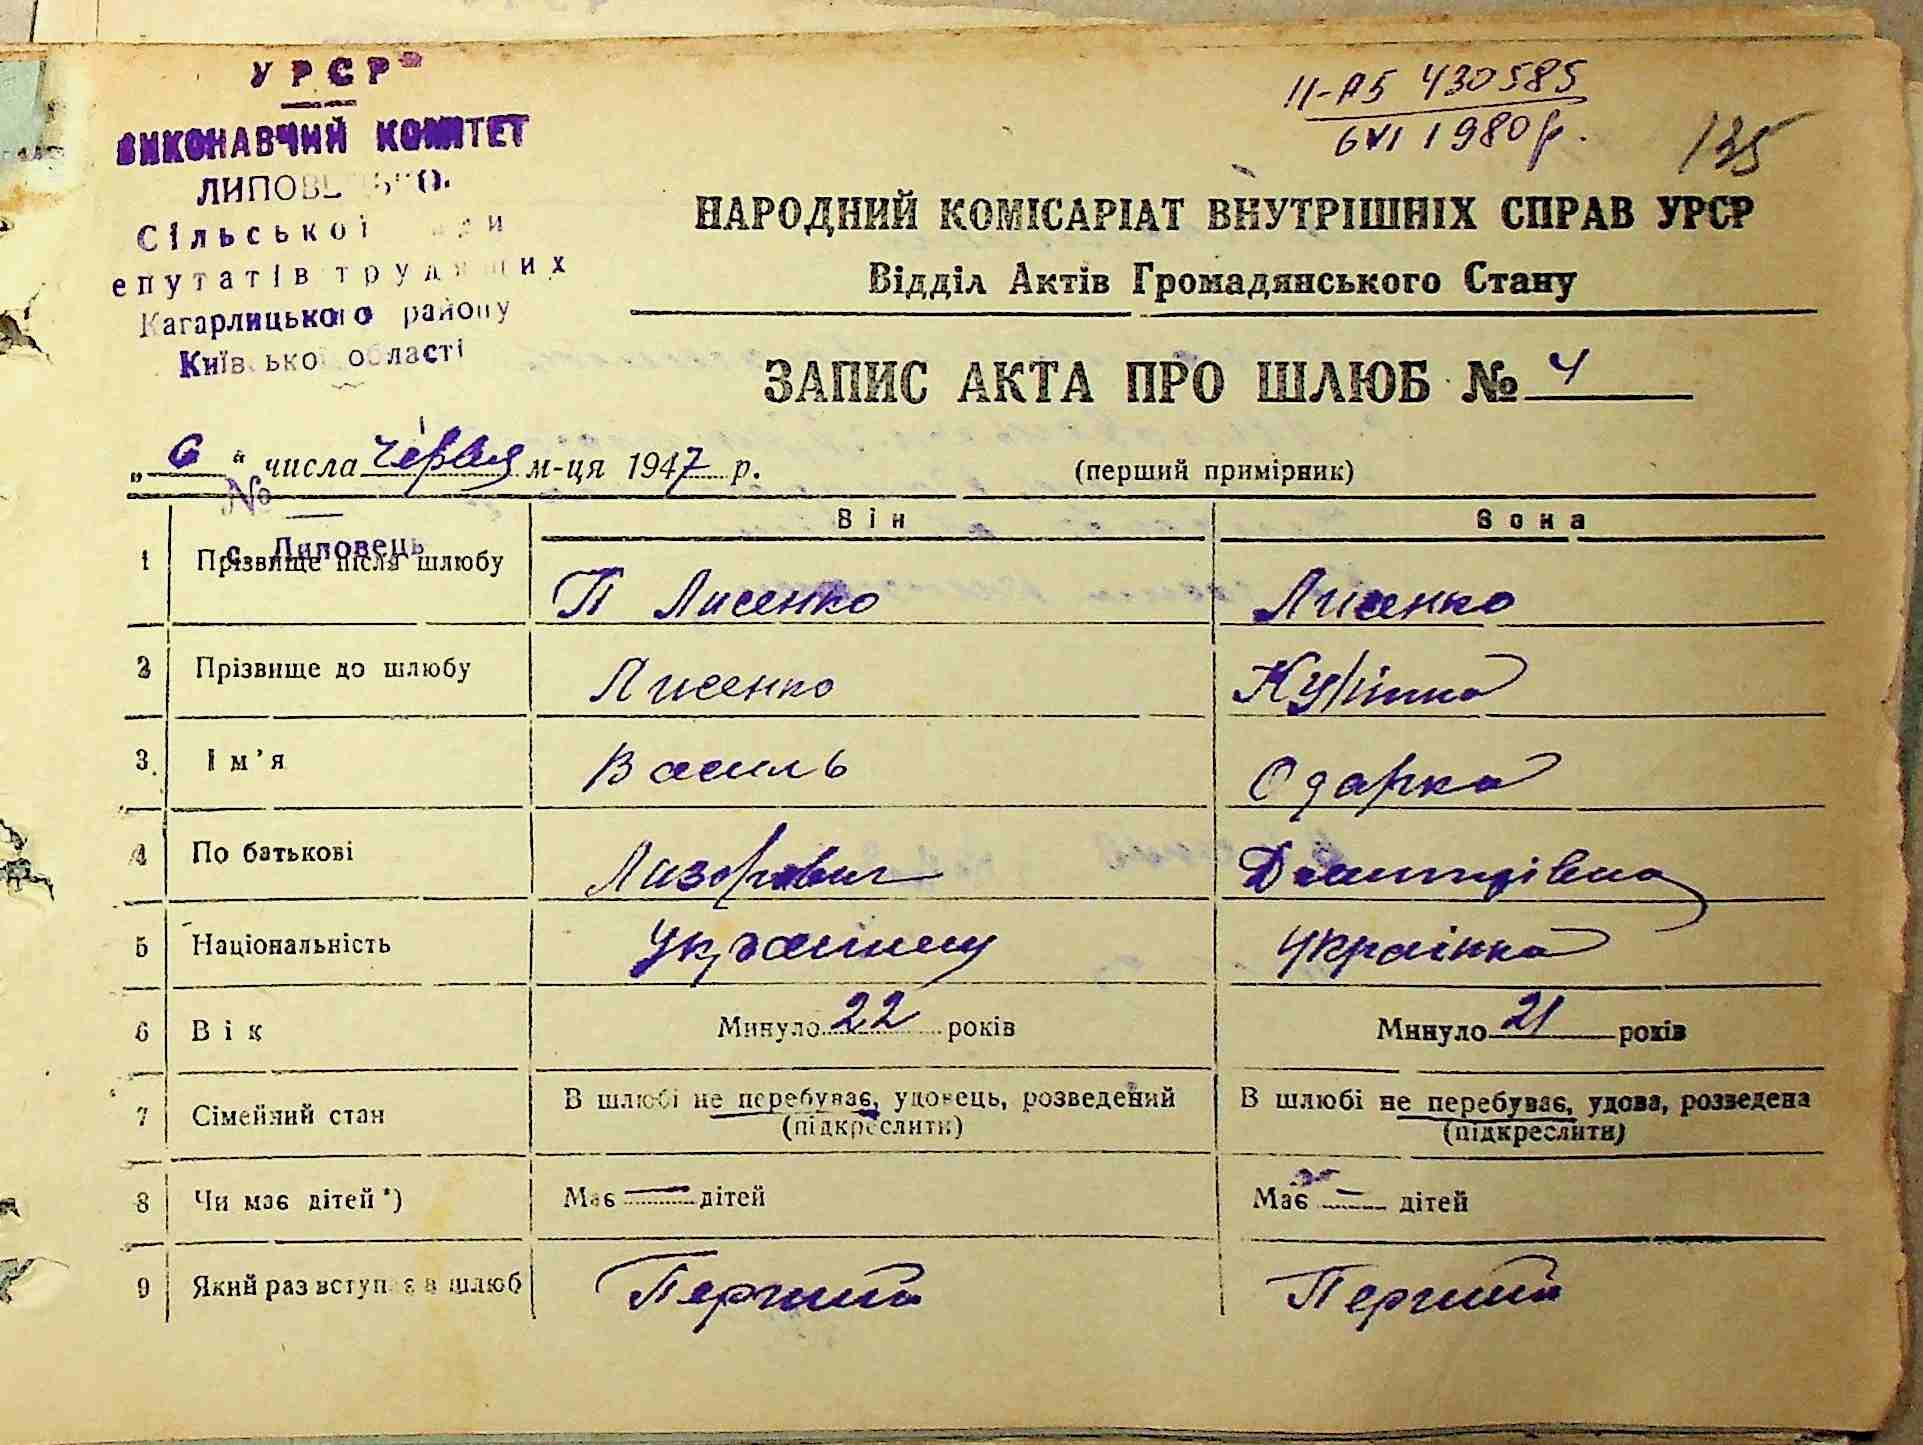 УРСР
ВИКОНАВЧИЙ КОМІТЕТ
Сільської
епутатів трудящих
Кагарлицького району
Київської області
№
с. Липовець
II-АБ 430585
6 VI 1980р.
135
НАРОДНИЙ КОМІСАРІАТ ВНУТРІШНІХ СПРАВ УРСР
Відділ Актів Громадянського Стану
ЗАПИС АКТА ПРО ШЛЮБ № 4
„ 6 “ числа червня м-ця 1947 р. (перший примірник)
Він Вона
1 Прізвище після шлюбу П Лисенко Лисенко
2 Прізвище до шлюбу Лисенко
3. Ім'я Василь Одарка
4 По батькові Лазорович Дмитрівна
5 Національність Українец Українка
6 Вік Минуло 22 років Минуло 21 років
7 Сімейний стан В шлюбі не перебуває, удовець, розведений В шлюбі не перебуває, удова, розведена
(підкреслити) (підкреслити)
8 Чи має дітей*) Має — дітей Має — дітей
9 Який раз вступає в шлюб Перший Перший